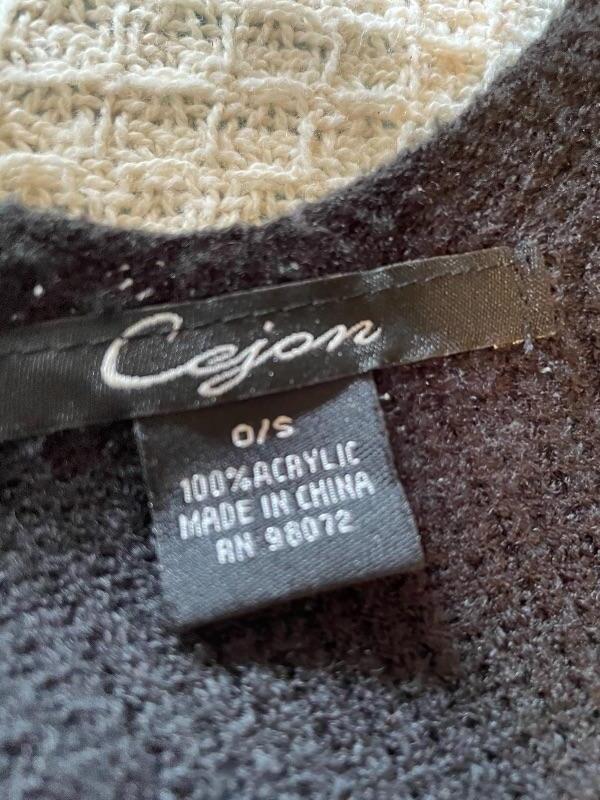 Cejon
O/S
100% ACRYLIC
MADE IN CHINA
RN 98072